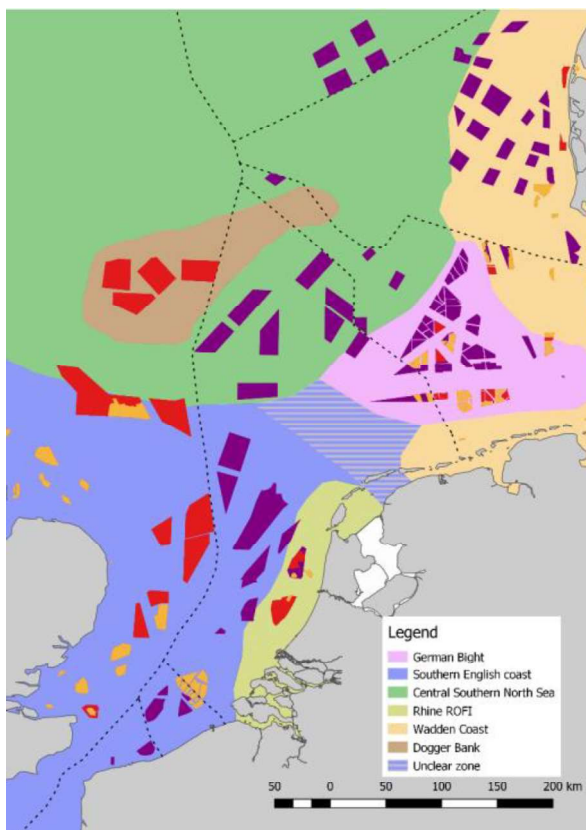 Legend
German Bight
Southern English coast
Central Southern North Sea
Rhine ROFI
Wadden Coast
Dogger Bank
Unclear zone
50 0 50 100 150 200 km